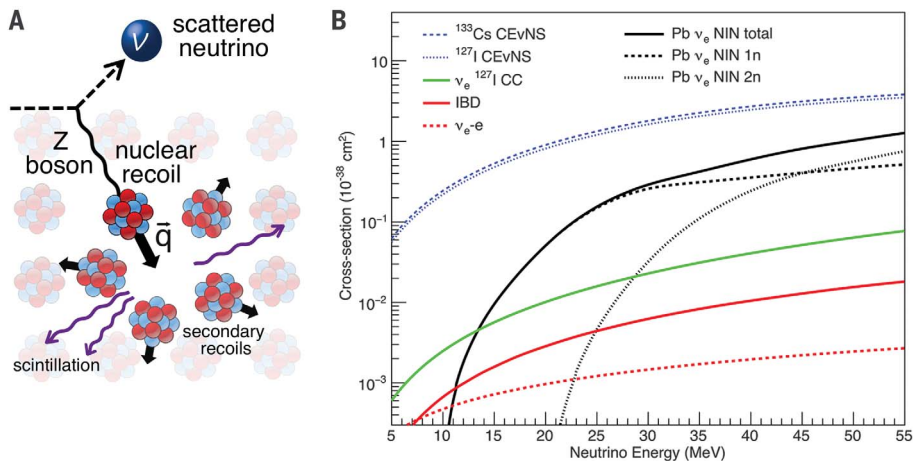 A
scattered
neutrino
ν
Z
boson
nuclear
recoil
q⃗
secondary
recoils
scintillation
B
¹³³Cs CEvNS
¹²⁷I CEvNS
νₑ ¹²⁷I CC
IBD
νₑ-e
Pb νₑ NIN total
Pb νₑ NIN 1n
Pb νₑ NIN 2n
Cross-section (10⁻³⁸ cm²)
10
1
10⁻¹
10⁻²
10⁻³
5 10 15 20 25 30 35 40 45 50 55
Neutrino Energy (MeV)